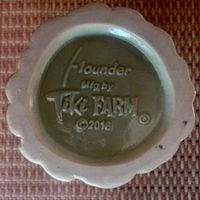 Flounder
Mfg. by
TiKi FARM
©2018